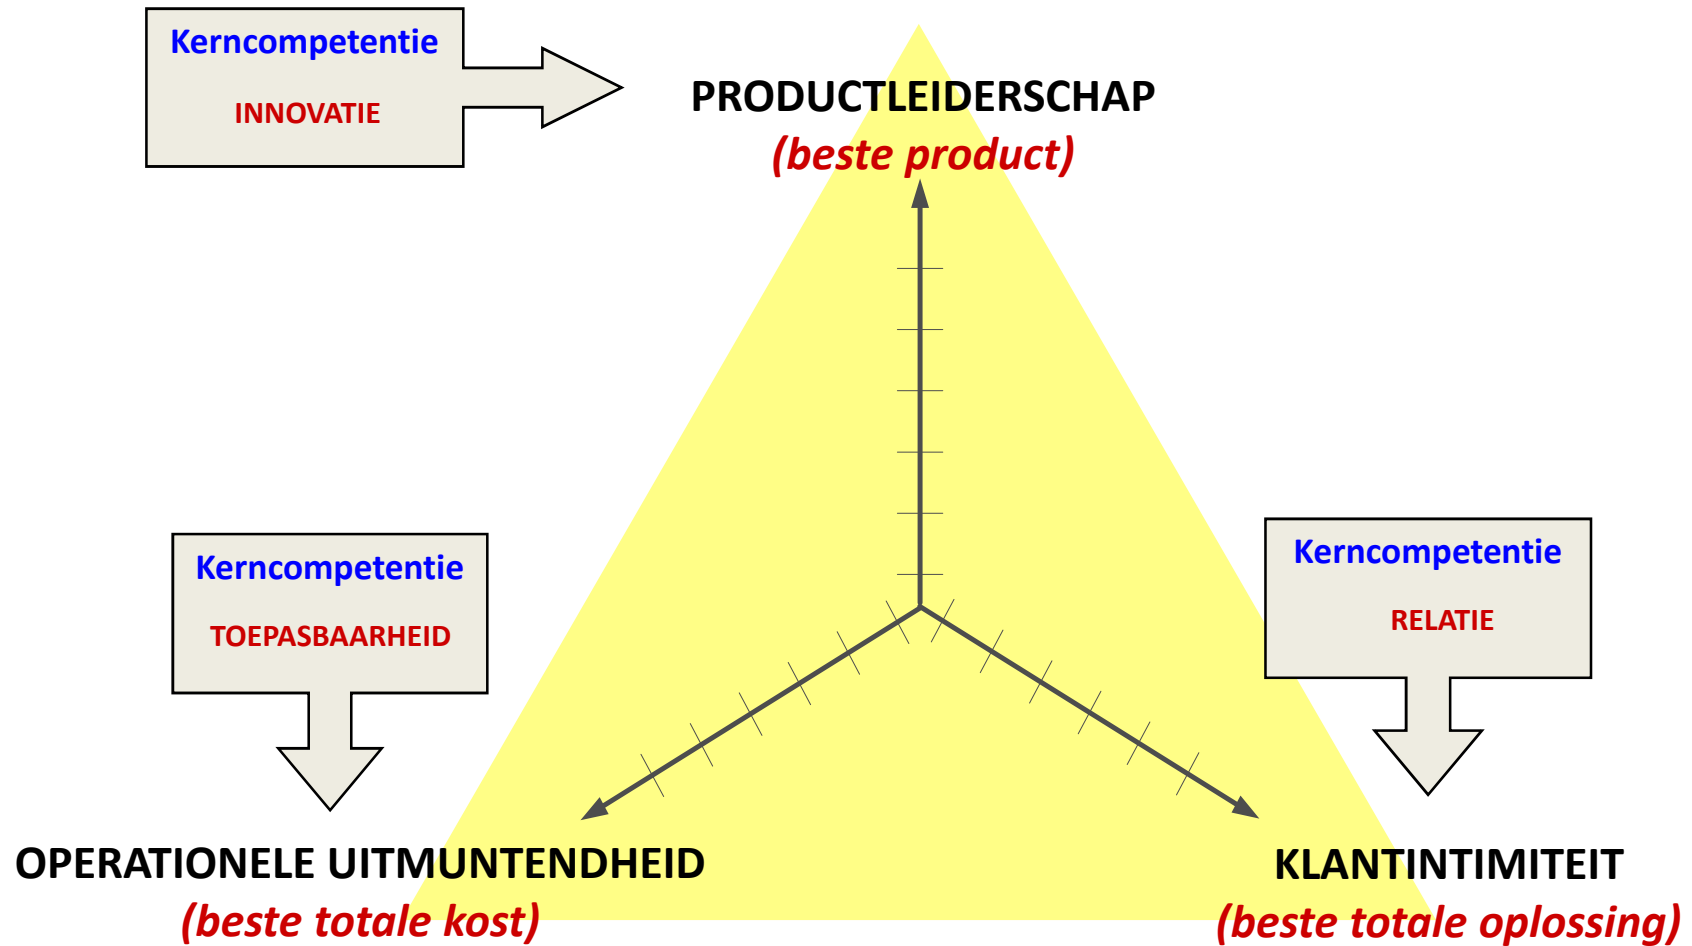 Kerncompetentie
INNOVATIE
PRODUCTLEIDERSCHAP
(beste product)
Kerncompetentie
TOEPASBAARHEID
Kerncompetentie
RELATIE
OPERATIONELE UITMUNTENDHEID
(beste totale kost)
KLANTINTIMITEIT
(beste totale oplossing)